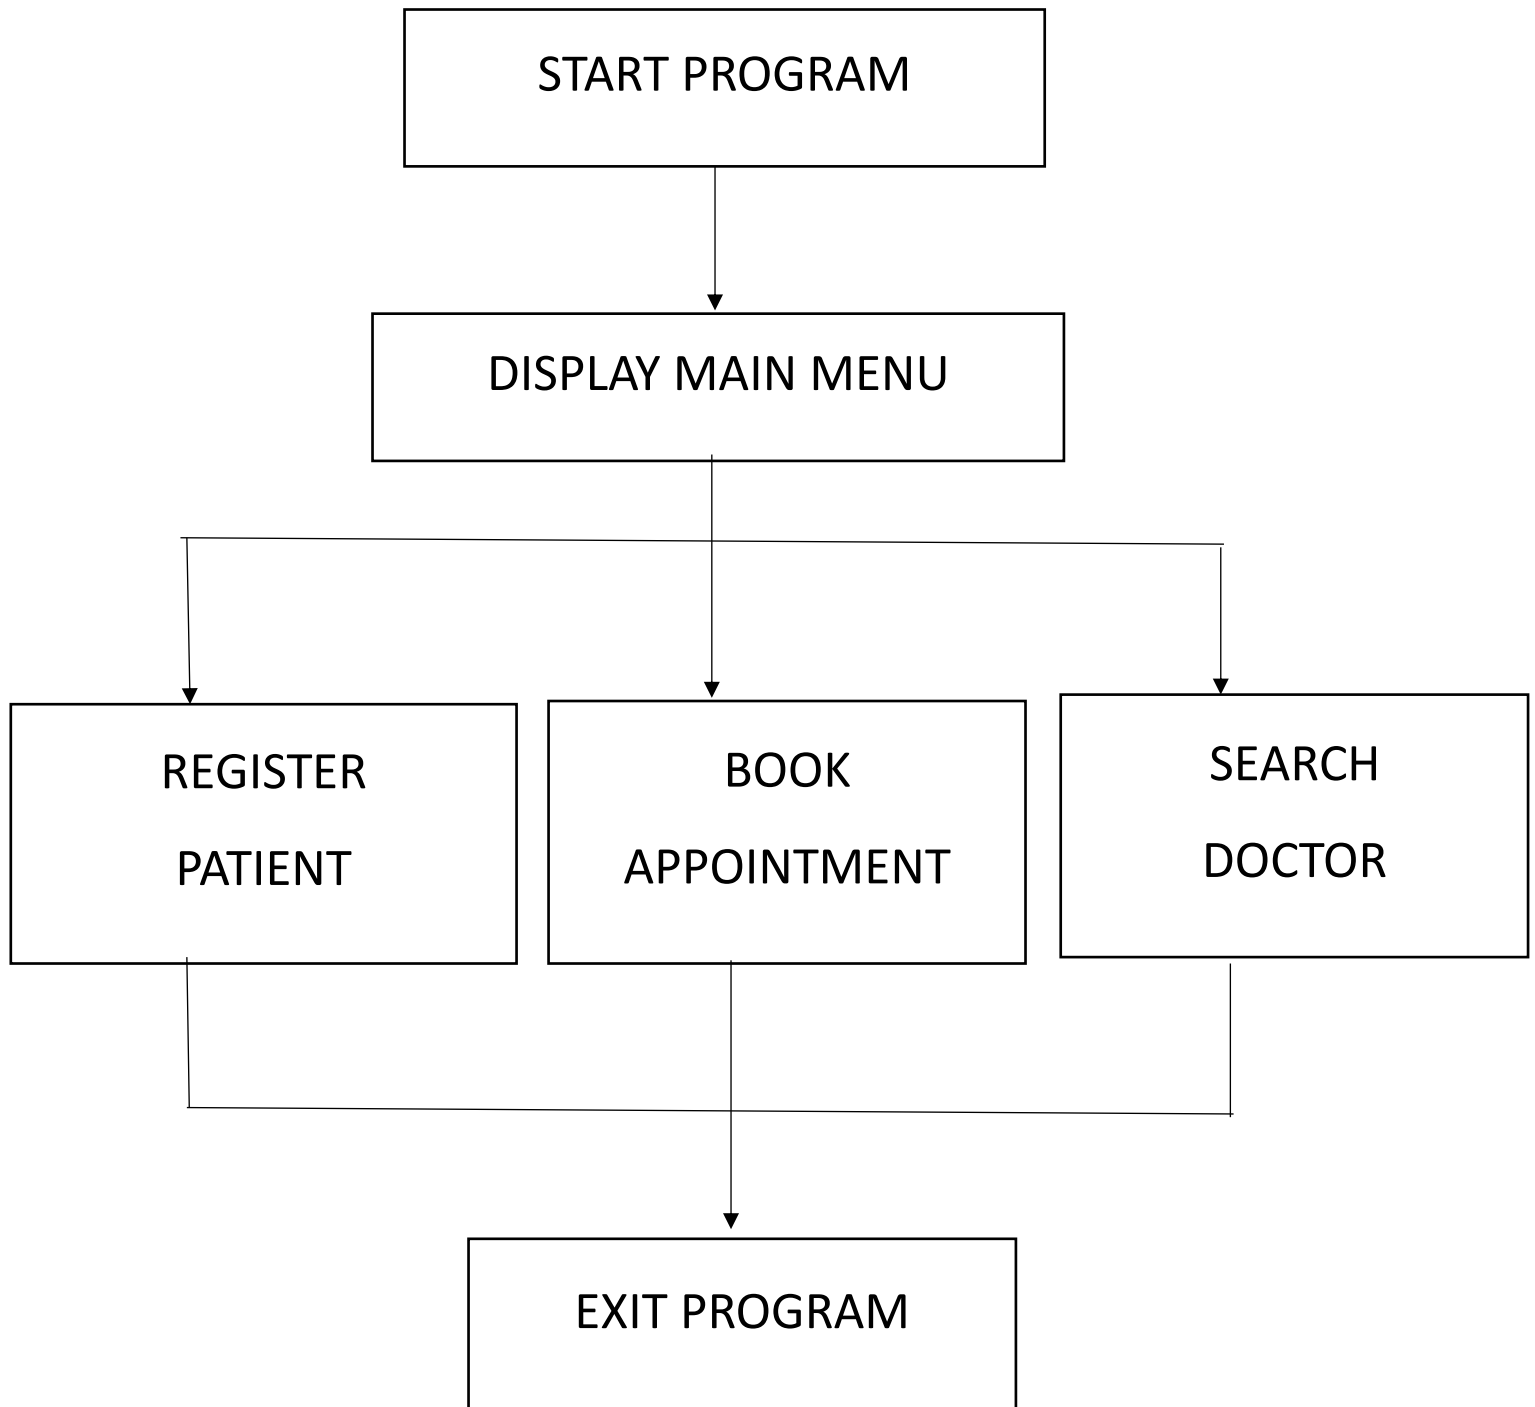 START PROGRAM
DISPLAY MAIN MENU
REGISTER
PATIENT
BOOK
APPOINTMENT
SEARCH
DOCTOR
EXIT PROGRAM